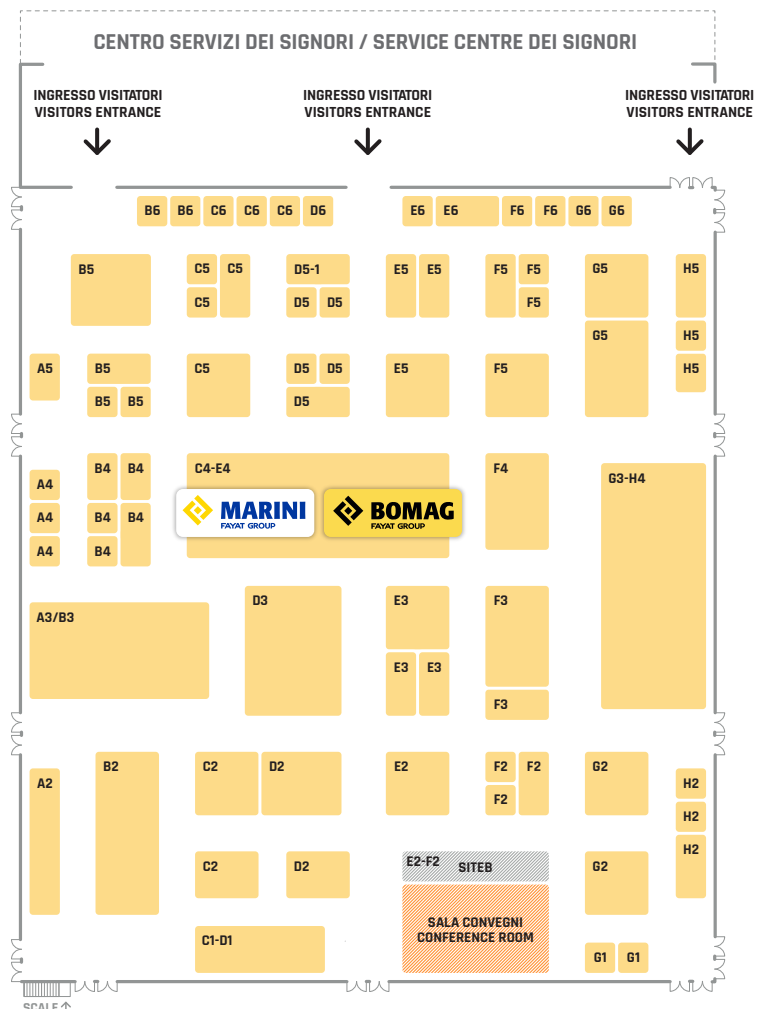 CENTRO SERVIZI DEI SIGNORI / SERVICE CENTRE DEI SIGNORI
INGRESSO VISITATORI
VISITORS ENTRANCE
INGRESSO VISITATORI
VISITORS ENTRANCE
INGRESSO VISITATORI
VISITORS ENTRANCE
B6 B6 C6 C6 C6 D6 E6 E6 F6 F6 G6 G6
B5 C5 C5 D5-1 E5 E5 F5 F5 G5 H5
C5 D5 D5 F5
G5 H5
A5 B5 C5 D5 D5 E5 F5 H5
B5 B5 D5
B4 B4 C4-E4 F4 G3-H4
A4
A4 B4 B4 MARINI BOMAG
FAYAT GROUP FAYAT GROUP
A4 B4
D3 E3 F3
A3/B3
E3 E3
F3
B2 C2 D2 E2 F2 F2 G2
A2 H2
F2
H2
H2
E2-F2 SITEB
C2 D2 G2
SALA CONVEGNI
CONFERENCE ROOM
C1-D1
G1 G1
SCALE